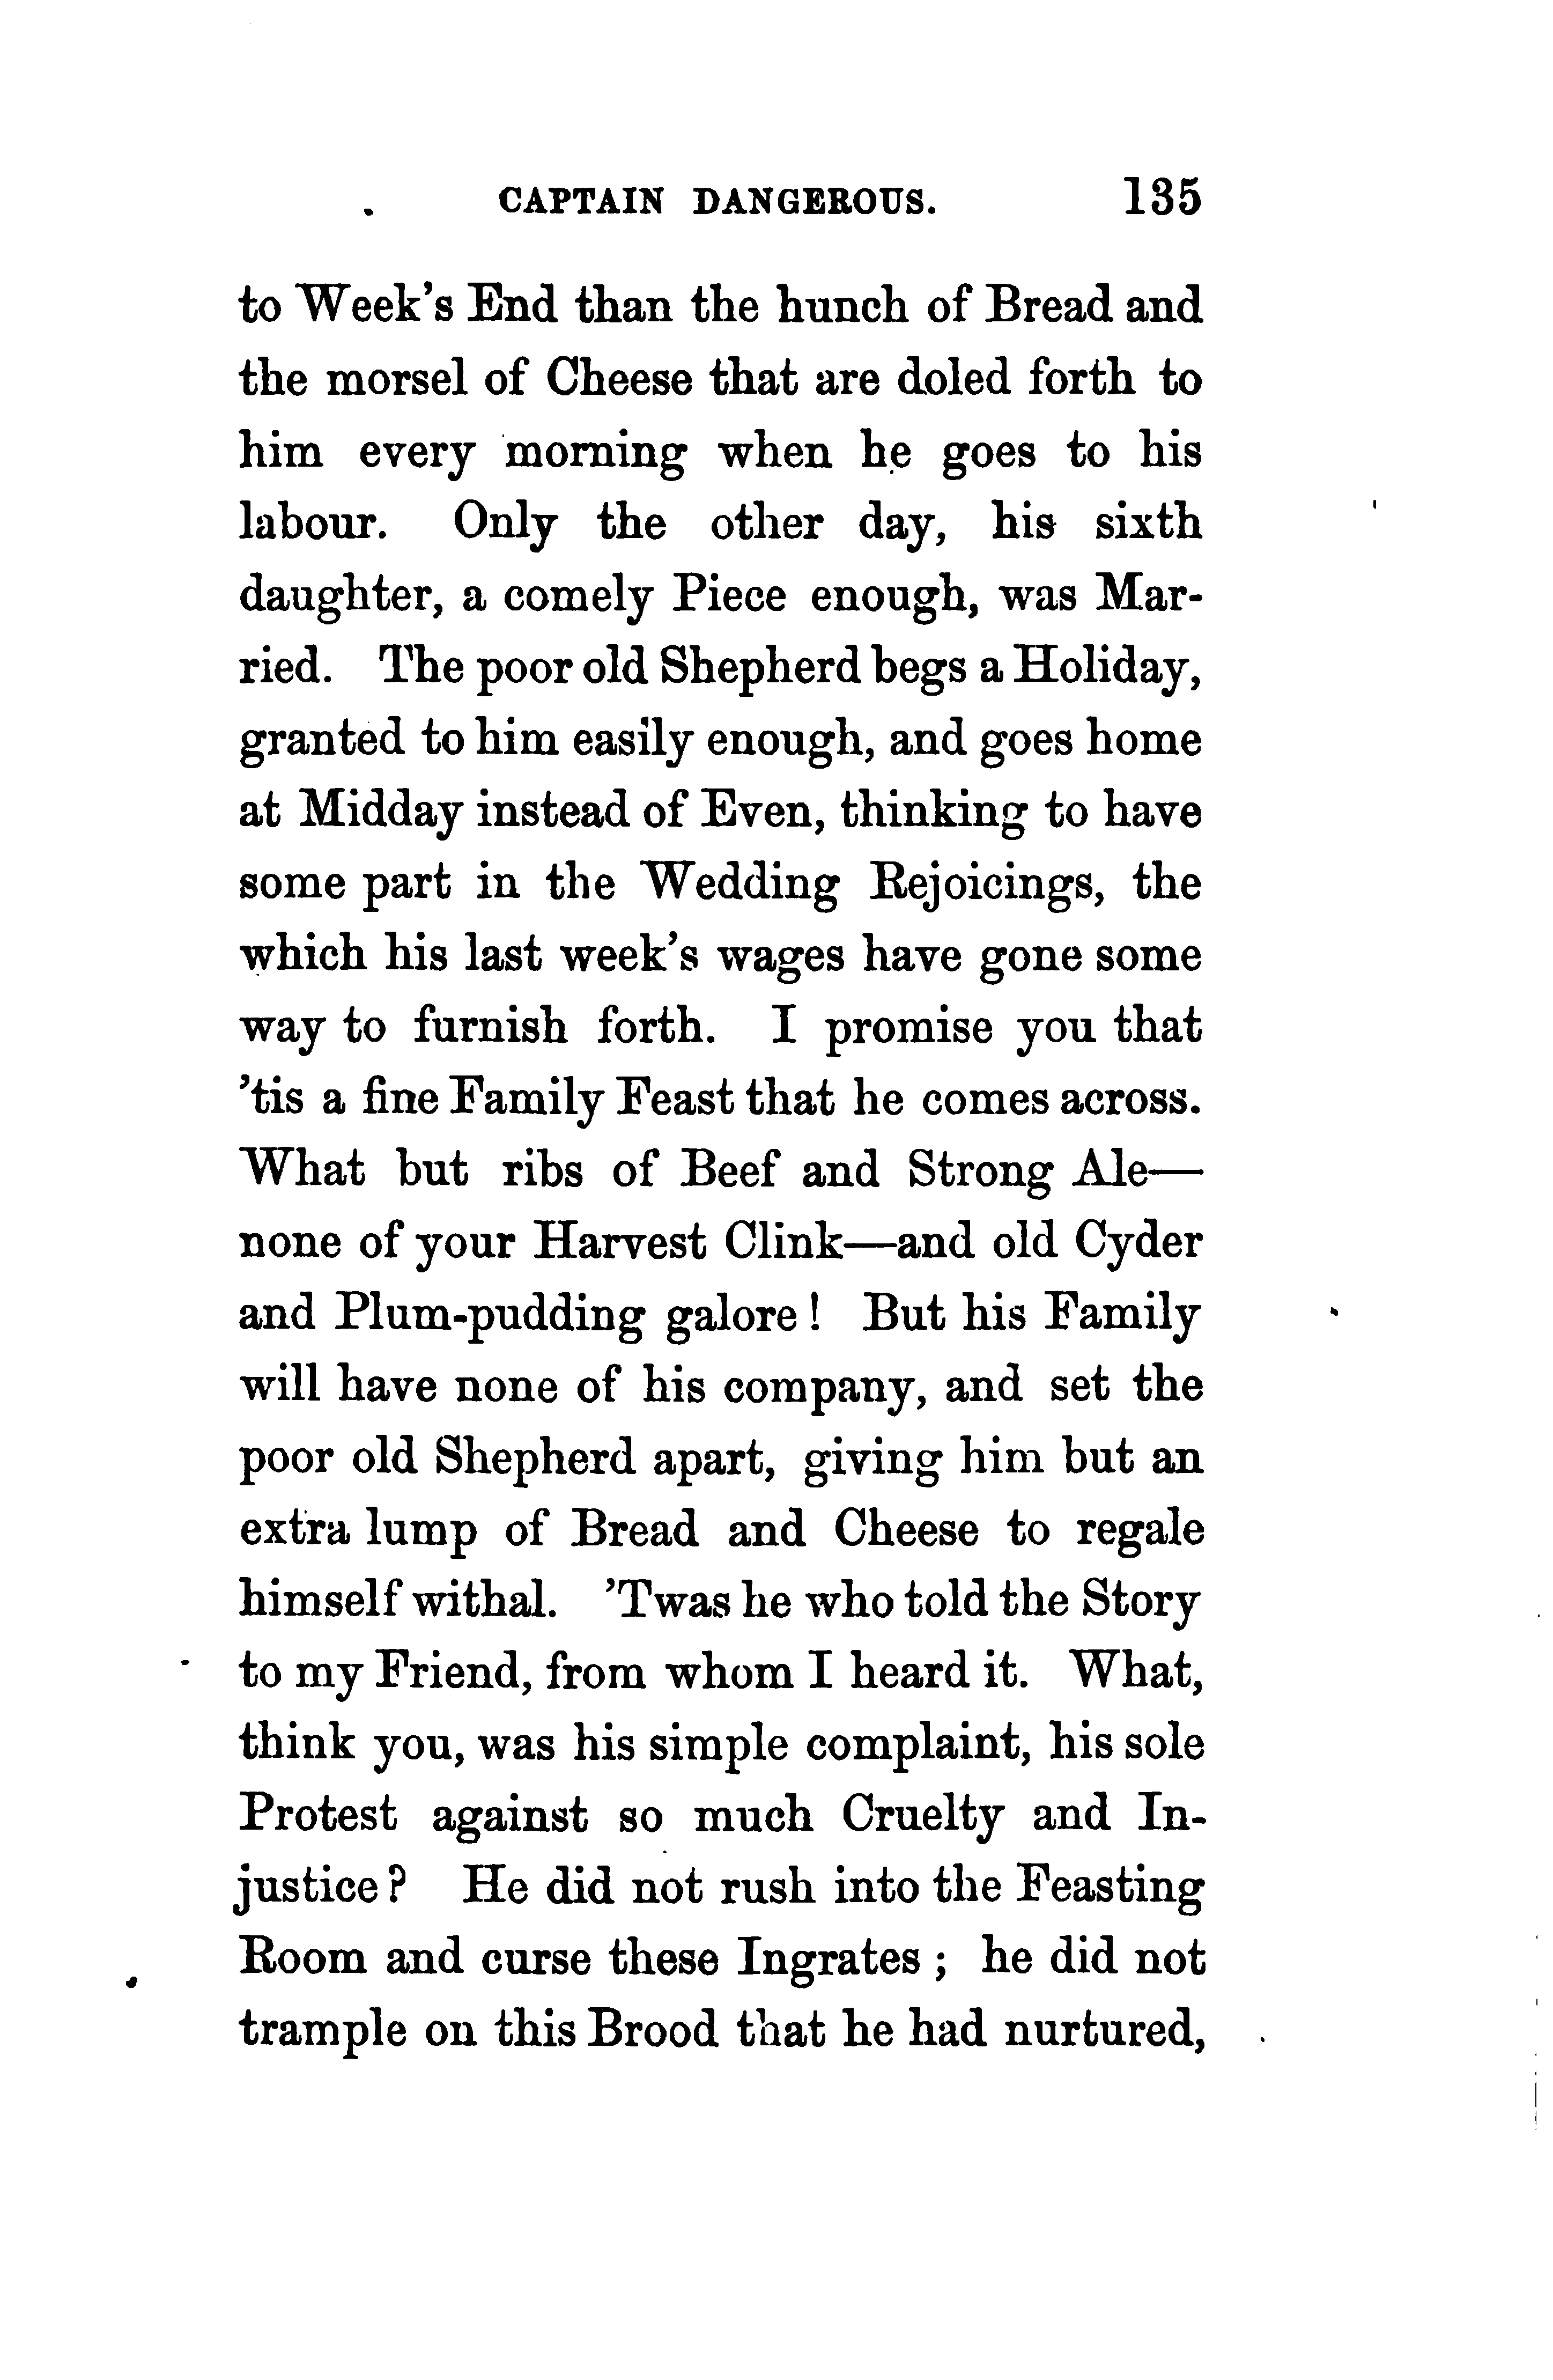 CAPTAIN DANGEROUS. 135
to Week's End than the hunch of Bread and
the morsel of Cheese that are doled forth to
him every morning when he goes to his
labour. Only the other day, his sixth
daughter, a comely Piece enough, was Mar-
ried. The poor old Shepherd begs a Holiday,
granted to him easily enough, and goes home
at Midday instead of Even, thinking to have
some part in the Wedding Rejoicings, the
which his last week's wages have gone some
way to furnish forth. I promise you that
'tis a fine Family Feast that he comes across.
What but ribs of Beef and Strong Ale—
none of your Harvest Clink—and old Cyder
and Plum-pudding galore! But his Family
will have none of his company, and set the
poor old Shepherd apart, giving him but an
extra lump of Bread and Cheese to regale
himself withal. 'Twas he who told the Story
to my Friend, from whom I heard it. What,
think you, was his simple complaint, his sole
Protest against so much Cruelty and In-
justice? He did not rush into the Feasting
Room and curse these Ingrates; he did not
trample on this Brood that he had nurtured,